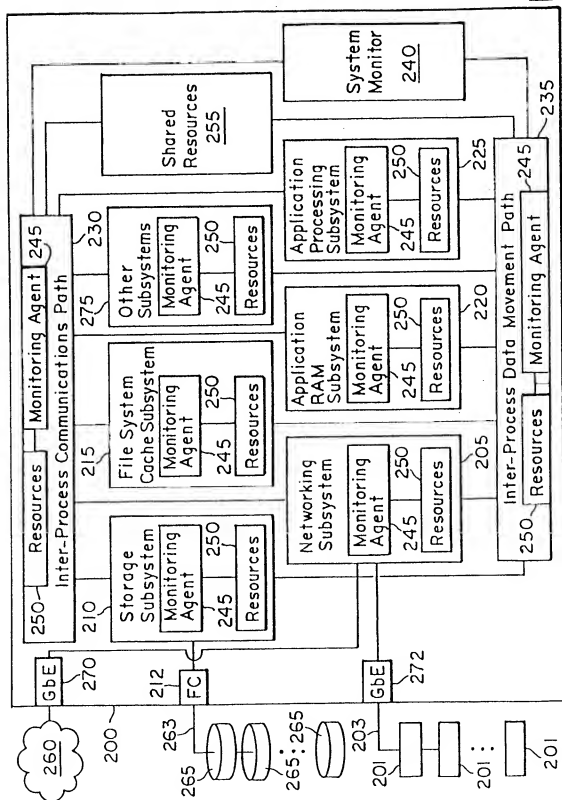 Resources
Monitoring Agent
245
Inter-Process Communications Path
250
230
Shared Resources
255
System Monitor
240
Storage Subsystem
Monitoring Agent
250
245
Resources
210
File System Cache Subsystem
Monitoring Agent
250
245
Resources
215
Other Subsystems
Monitoring Agent
250
245
Resources
275
Networking Subsystem
Monitoring Agent
250
245
Resources
205
Application RAM Subsystem
Monitoring Agent
250
245
Resources
220
Application Processing Subsystem
Monitoring Agent
250
245
Resources
225
Inter-Process Data Movement Path
Resources
Monitoring Agent
245
250
235
GbE
270
FC
212
GbE
272
200
260
263
265
265
265
203
201
201
201